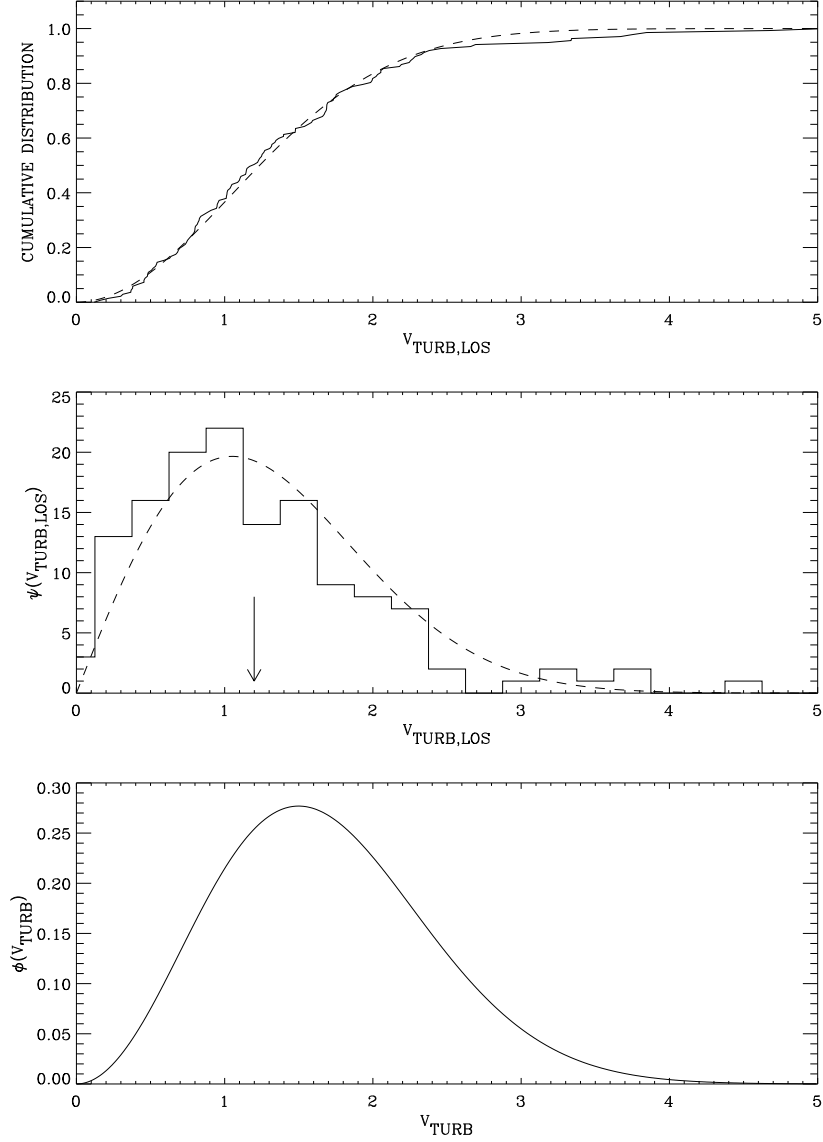 CUMULATIVE DISTRIBUTION
1.0
0.8
0.6
0.4
0.2
0.0
0 1 2 3 4 5
V_TURB,LOS
ψ(V_TURB,LOS)
25
20
15
10
5
0
0 1 2 3 4 5
V_TURB,LOS
φ(V_TURB)
0.30
0.25
0.20
0.15
0.10
0.05
0.00
0 1 2 3 4 5
V_TURB